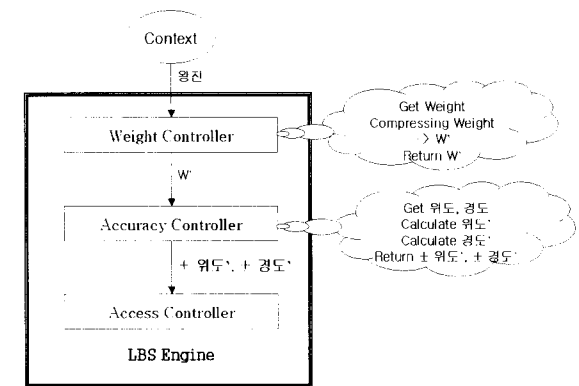 Context
왕진
Get Weight
Compressing Weight
> W`
Return W`
Weight Controller
W`
Get 위도, 경도
Calculate 위도`
Calculate 경도`
Return ± 위도`, ± 경도`
Accuracy Controller
± 위도`, ± 경도`
Access Controller
LBS Engine